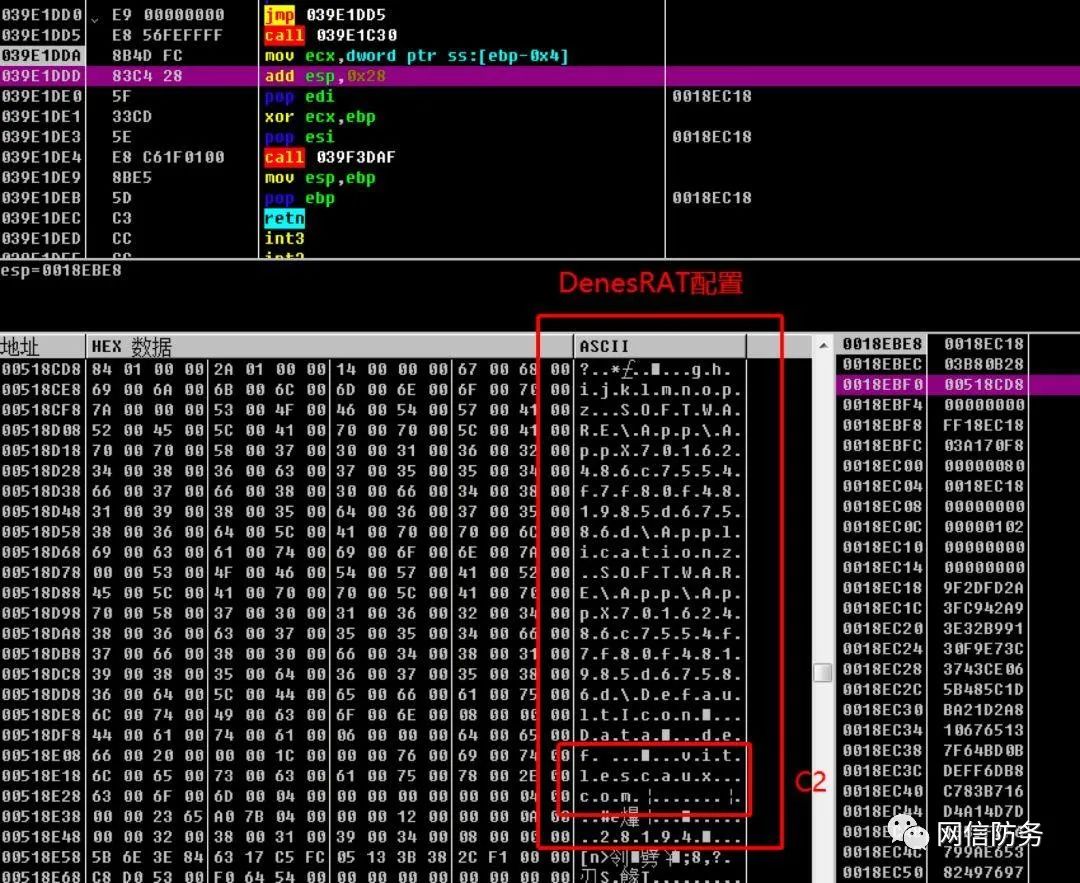 039E1DD0 E9 00000000 jmp 039E1DD5
039E1DD5 E8 56FEFFFF call 039E1C30
039E1DDA 8B4D FC mov ecx,dword ptr ss:[ebp-0x4]
039E1DDD 83C4 28 add esp,0x28
039E1DE0 5F pop edi 0018EC18
039E1DE1 33CD xor ecx,ebp
039E1DE3 5E pop esi 0018EC18
039E1DE4 E8 C61F0100 call 039F3DAF
039E1DE9 8BE5 mov esp,ebp
039E1DEB 5D pop ebp 0018EC18
039E1DEC C3 retn
039E1DED CC int3
esp=0018EBE8
DenesRAT配置
地址 HEX 数据 ASCII 0018EBE8 0018EC18
00518CD8 84 01 00 00 2A 01 00 00 14 00 00 00 67 00 68 00 0018EBEC 03B80B28
00518CE8 69 00 6A 00 6B 00 6C 00 6D 00 6E 00 6F 00 70 00 i.j.k.l.m.n.o.p. 0018EBF0 00518CD8
00518CF8 7A 00 00 00 53 00 4F 00 46 00 54 00 57 00 41 00 z...S.O.F.T.W.A. 0018EBF4 00000000
00518D08 52 00 45 00 5C 00 41 00 70 00 70 00 5C 00 41 00 R.E.\.A.p.p.\.A. 0018EBF8 FF18EC18
00518D18 70 00 70 00 58 00 37 00 30 00 31 00 36 00 32 00 p.p.X.7.0.1.6.2. 0018EBFC 03A170F8
00518D28 34 00 38 00 36 00 63 00 37 00 35 00 35 00 34 00 4.8.6.c.7.5.5.4. 0018EC00 00000080
00518D38 66 00 37 00 66 00 38 00 30 00 66 00 34 00 38 00 f.7.f.8.0.f.4.8. 0018EC04 0018EC18
00518D48 31 00 39 00 38 00 35 00 64 00 36 00 37 00 35 00 1.9.8.5.d.6.7.5. 0018EC08 00000000
00518D58 38 00 36 00 64 00 5C 00 41 00 70 00 70 00 6C 00 8.6.d.\.A.p.p.l. 0018EC0C 00000102
00518D68 69 00 63 00 61 00 74 00 69 00 6F 00 6E 00 7A 00 i.c.a.t.i.o.n.z. 0018EC10 00000000
00518D78 00 00 53 00 4F 00 46 00 54 00 57 00 41 00 52 00 ..S.O.F.T.W.A.R. 0018EC14 00000000
00518D88 45 00 5C 00 41 00 70 00 70 00 5C 00 41 00 70 00 E.\.A.p.p.\.A.p. 0018EC18 9F2DFD2A
00518D98 70 00 58 00 37 00 30 00 31 00 36 00 32 00 34 00 p.X.7.0.1.6.2.4. 0018EC1C 3FC942A9
00518DA8 38 00 36 00 63 00 37 00 35 00 35 00 34 00 66 00 8.6.c.7.5.5.4.f. 0018EC20 3E32B991
00518DB8 37 00 66 00 38 00 30 00 66 00 34 00 38 00 31 00 7.f.8.0.f.4.8.1. 0018EC24 30F9E73C
00518DC8 39 00 38 00 35 00 64 00 36 00 37 00 35 00 38 00 9.8.5.d.6.7.5.8. 0018EC28 3743CE06
00518DD8 36 00 64 00 5C 00 44 00 65 00 66 00 61 00 75 00 6.d.\.D.e.f.a.u. 0018EC2C 5B485C1D
00518DE8 6C 00 74 00 49 00 63 00 6F 00 6E 00 08 00 00 00 l.t.I.c.o.n. 0018EC30 BA21D2A8
00518DF8 44 00 61 00 74 00 61 00 06 00 00 00 64 00 65 00 D.a.t.a. d.e. 0018EC34 10676513
00518E08 66 00 20 00 00 00 1C 00 00 00 76 00 69 00 74 00 f. v.i.t. 0018EC38 7F64BD0B
00518E18 6C 00 65 00 73 00 63 00 61 00 75 00 78 00 2E 00 l.e.s.c.a.u.x... 0018EC3C DEFF6DB8
C2
00518E28 63 00 6F 00 6D 00 04 00 00 00 00 00 00 00 04 00 c.o.m. 0018EC40 C783B716
00518E38 00 00 23 65 A0 7B 04 00 00 00 12 00 00 00 0A 00 0018EC44 D4A14D7D
00518E48 00 00 32 00 38 00 31 00 39 00 34 00 08 00 00 00 ..2.8.1.9.4.
网信防务
00518E58 5B 6E 3E 84 63 17 C5 FC 05 13 3B 38 2C F1 00 00 0018EC4C 799AE653
00518E68 C8 D0 53 00 F0 64 54 00 0018EC50 82497697